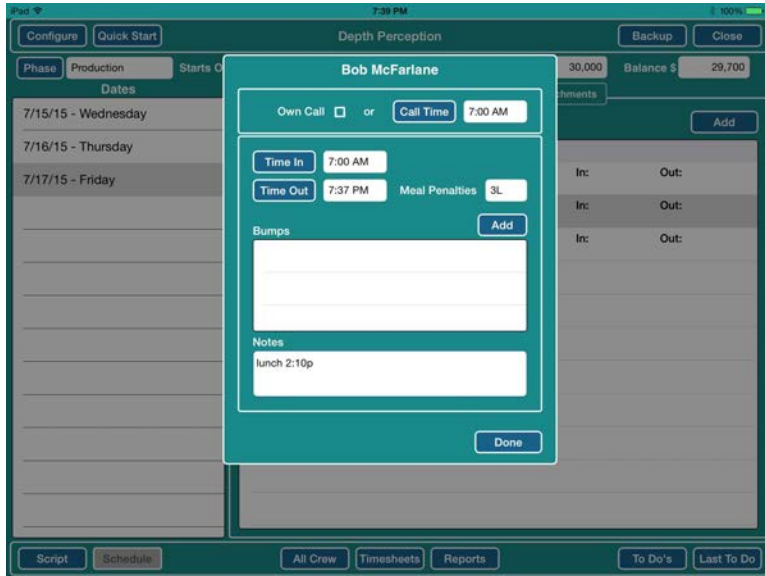 iPad 7:39 PM 100%
Configure Quick Start Depth Perception Backup Close
Phase Production Starts O 30,000 Balance $ 29,700
Dates chments
Add
7/15/15 - Wednesday
7/16/15 - Thursday
7/17/15 - Friday
In: Out:
In: Out:
In: Out:
Bob McFarlane
Own Call or Call Time 7:00 AM
Time In 7:00 AM
Time Out 7:37 PM Meal Penalties 3L
Bumps Add
Notes
lunch 2:10p
Done
Script Schedule All Crew Timesheets Reports To Do's Last To Do